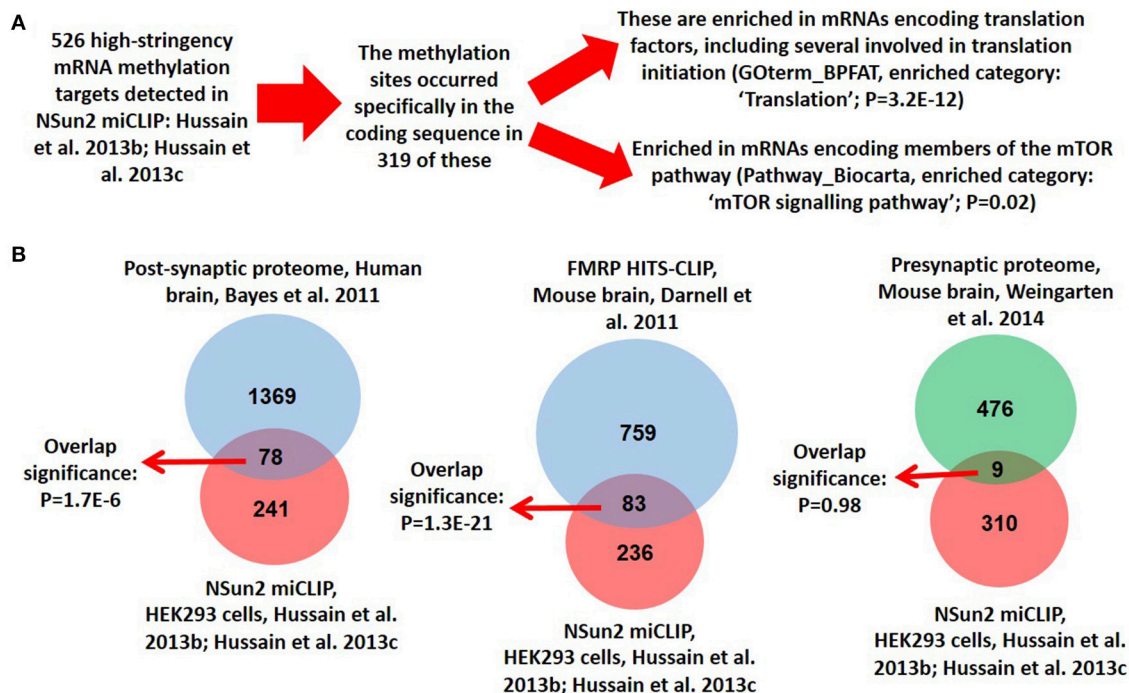 A
526 high-stringency
mRNA methylation
targets detected in
NSun2 miCLIP: Hussain
et al. 2013b; Hussain et
al. 2013c
The methylation
sites occurred
specifically in the
coding sequence in
319 of these
These are enriched in mRNAs encoding translation
factors, including several involved in translation
initiation (GOterm_BPFAT, enriched category:
‘Translation’; P=3.2E-12)
Enriched in mRNAs encoding members of the mTOR
pathway (Pathway_Biocarta, enriched category:
‘mTOR signalling pathway’; P=0.02)
B
Post-synaptic proteome, Human
brain, Bayes et al. 2011
1369
78
241
Overlap
significance:
P=1.7E-6
NSun2 miCLIP,
HEK293 cells, Hussain et al.
2013b; Hussain et al. 2013c
FMRP HITS-CLIP,
Mouse brain, Darnell et
al. 2011
759
83
236
Overlap
significance:
P=1.3E-21
NSun2 miCLIP,
HEK293 cells, Hussain et al.
2013b; Hussain et al. 2013c
Presynaptic proteome,
Mouse brain, Weingarten
et al. 2014
476
9
310
Overlap
significance:
P=0.98
NSun2 miCLIP,
HEK293 cells, Hussain et al.
2013b; Hussain et al. 2013c